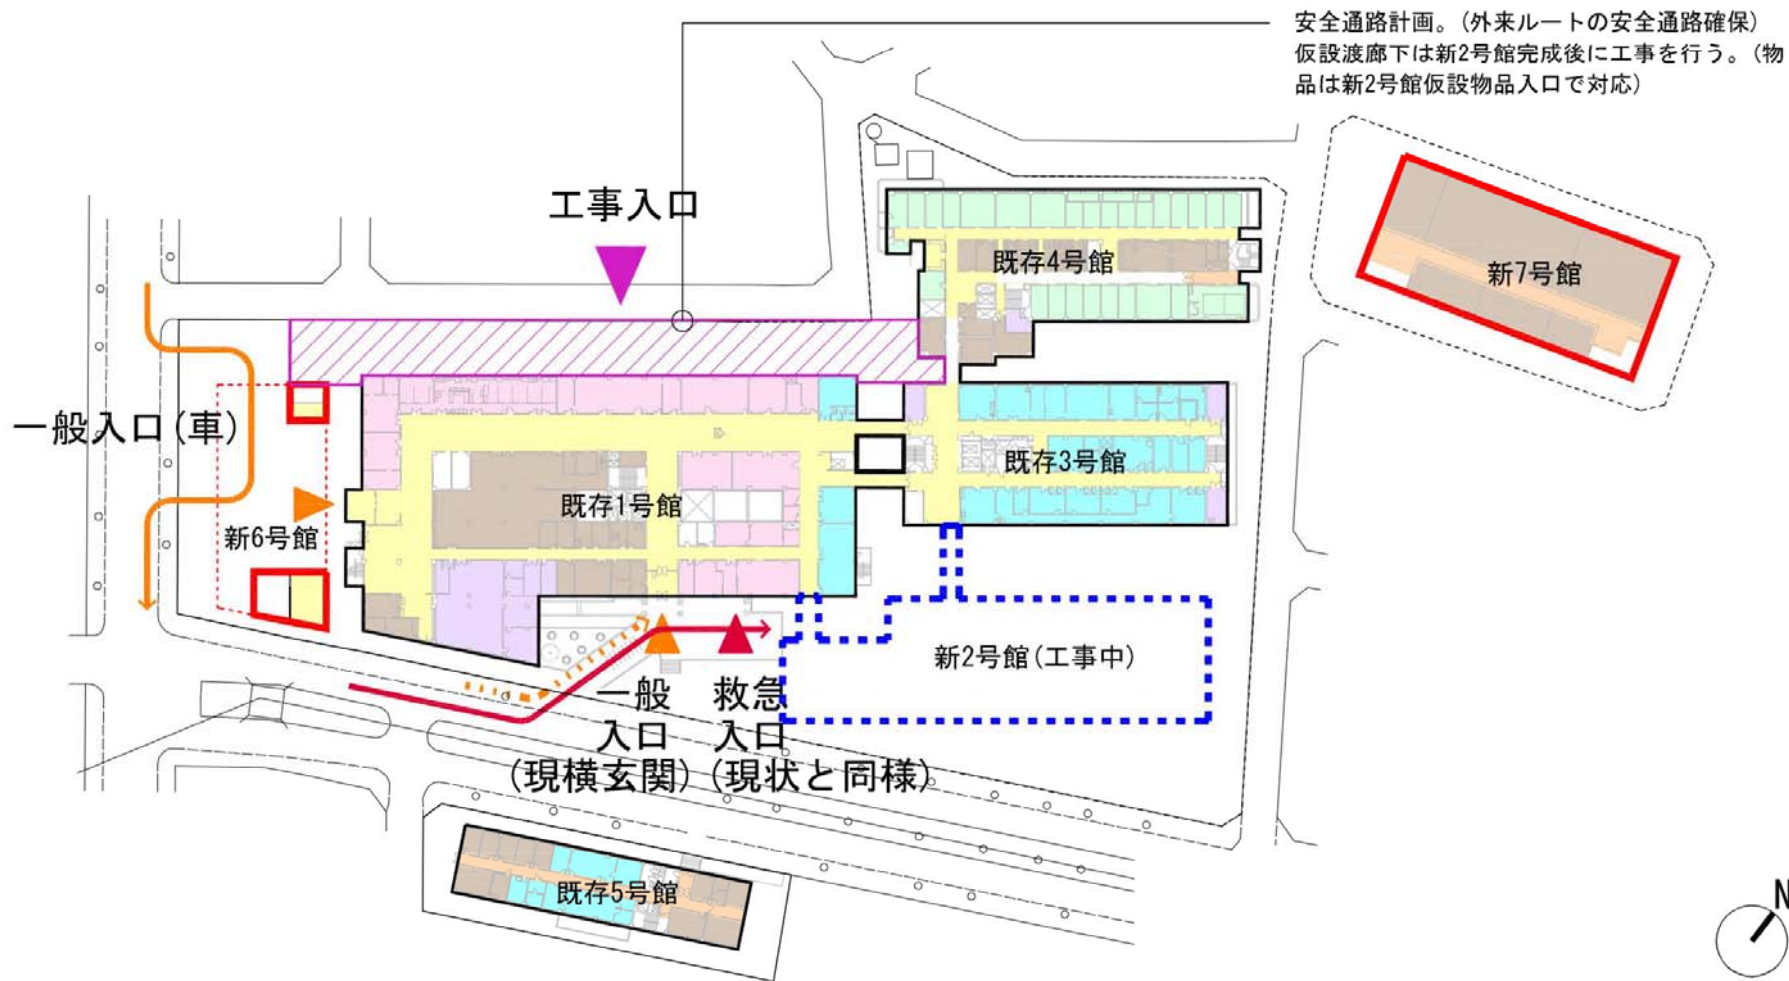 安全通路計画。(外来ルートの安全通路確保)
仮設渡廊下は新2号館完成後に工事を行う。(物
品は新2号館仮設物品入口で対応)
工事入口
既存4号館
新7号館
一般入口(車)
既存3号館
既存1号館
新6号館
新2号館(工事中)
一般
入口
(現横玄関)
救急
入口
(現状と同様)
既存5号館
N